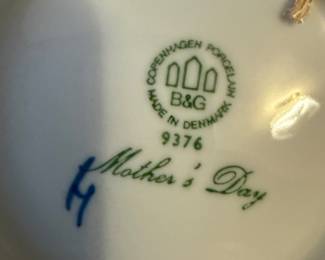 COPENHAGEN PORCELAIN
B&G
MADE IN DENMARK
9376
Mother's Day